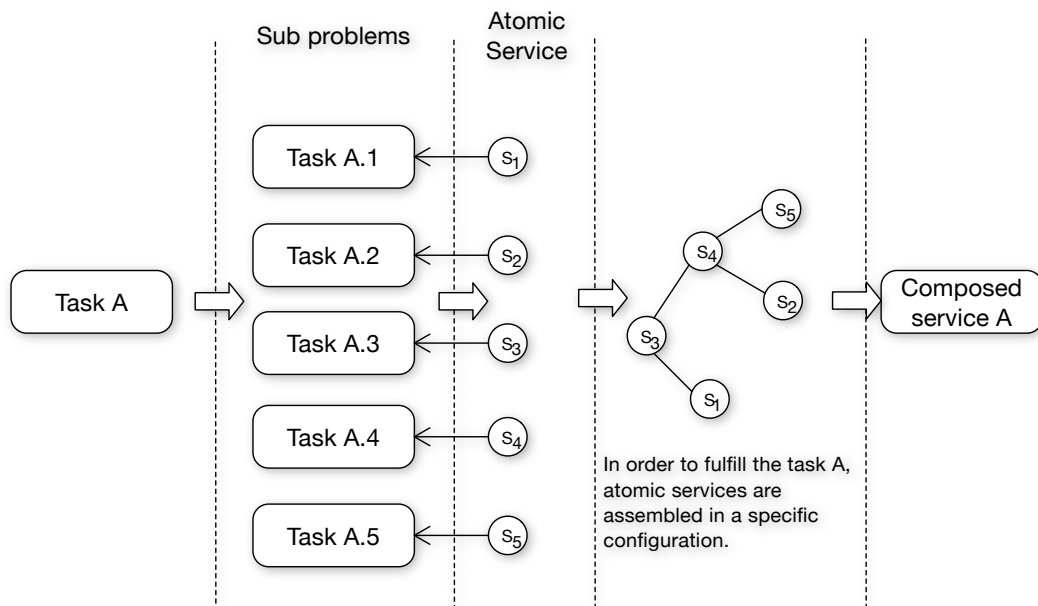 Sub problems
Atomic
Service
Task A
Task A.1
Task A.2
Task A.3
Task A.4
Task A.5
S1
S2
S3
S4
S5
S5
S4
S2
S3
S1
In order to fulfill the task A,
atomic services are
assembled in a specific
configuration.
Composed
service A